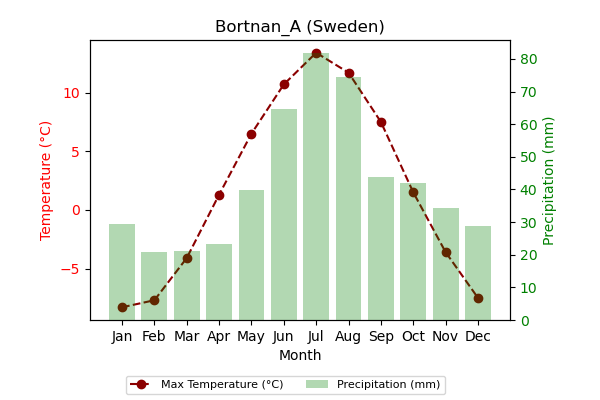 Bortnan_A (Sweden)
Temperature (°C)
10
5
0
−5
80
70
60
50
40
30
20
10
0
Precipitation (mm)
Jan Feb Mar Apr May Jun Jul Aug Sep Oct Nov Dec
Month
Max Temperature (°C) Precipitation (mm)